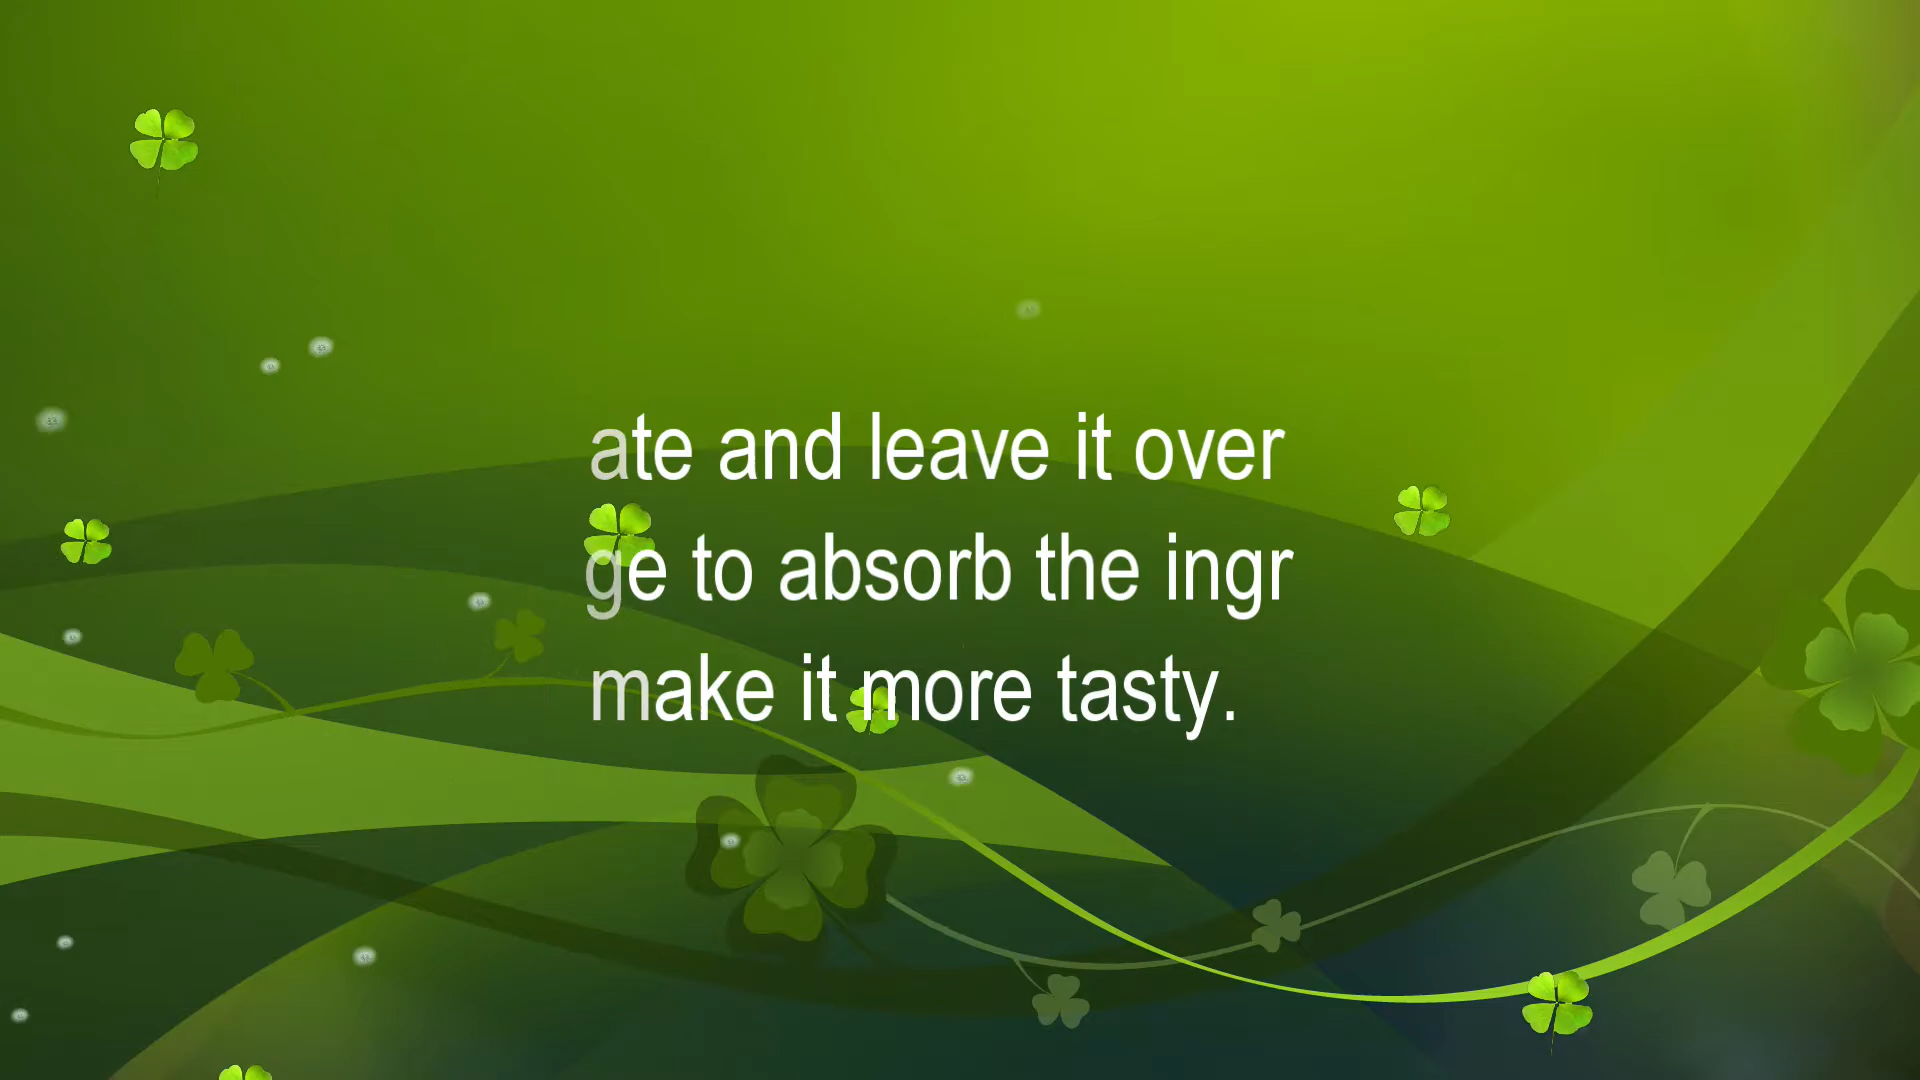 ate and leave it over
ge to absorb the ingr
make it more tasty.